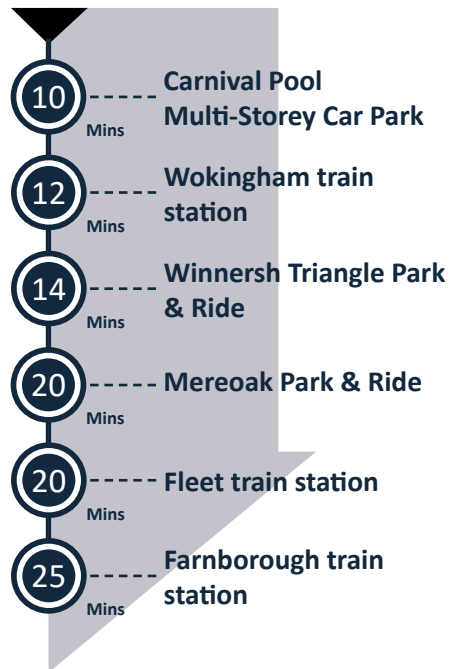 10
Mins
Carnival Pool
Multi-Storey Car Park
12
Mins
Wokingham train
station
14
Mins
Winnersh Triangle Park
& Ride
20
Mins
Mereoak Park & Ride
20
Mins
Fleet train station
25
Mins
Farnborough train
station